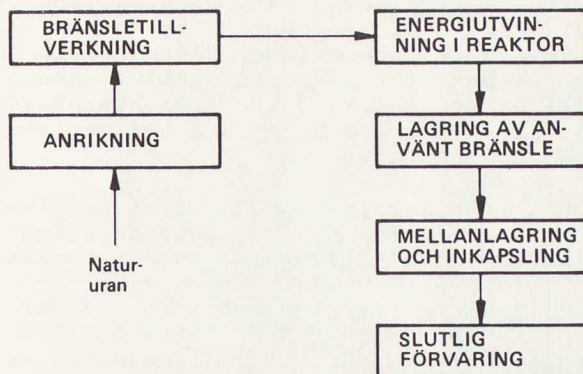 BRÄNSLETILL-
VERKNING
ENERGIUTVIN-
NING I REAKTOR
ANRIKNING
LAGRING AV AN-
VÄNT BRÄNSLE
Natur-
uran
MELLANLAGRING
OCH INKAPSLING
SLUTLIG
FÖRVARING